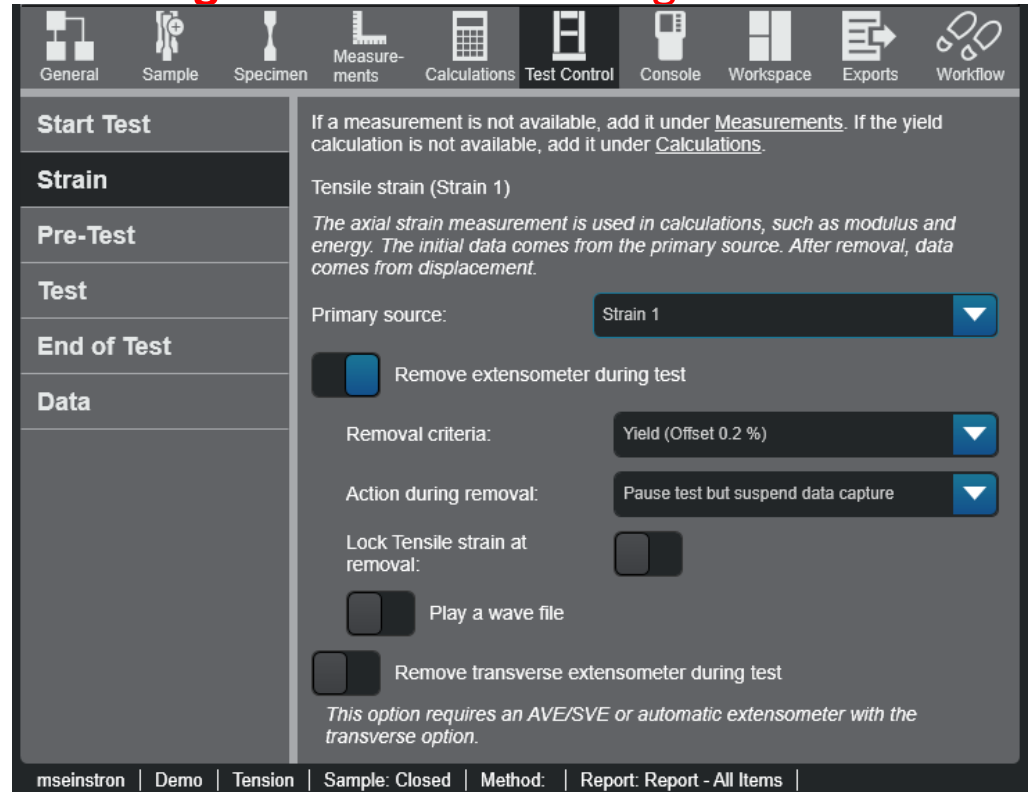 General
Sample
Specimen
Measure-
ments
Calculations
Test Control
Console
Workspace
Exports
Workflow
Start Test
Strain
Pre-Test
Test
End of Test
Data
If a measurement is not available, add it under Measurements. If the yield
calculation is not available, add it under Calculations.
Tensile strain (Strain 1)
The axial strain measurement is used in calculations, such as modulus and
energy. The initial data comes from the primary source. After removal, data
comes from displacement.
Primary source: Strain 1
Remove extensometer during test
Removal criteria: Yield (Offset 0.2 %)
Action during removal: Pause test but suspend data capture
Lock Tensile strain at
removal:
Play a wave file
Remove transverse extensometer during test
This option requires an AVE/SVE or automatic extensometer with the
transverse option.
mseinstron | Demo | Tension | Sample: Closed | Method: | Report: Report - All Items |